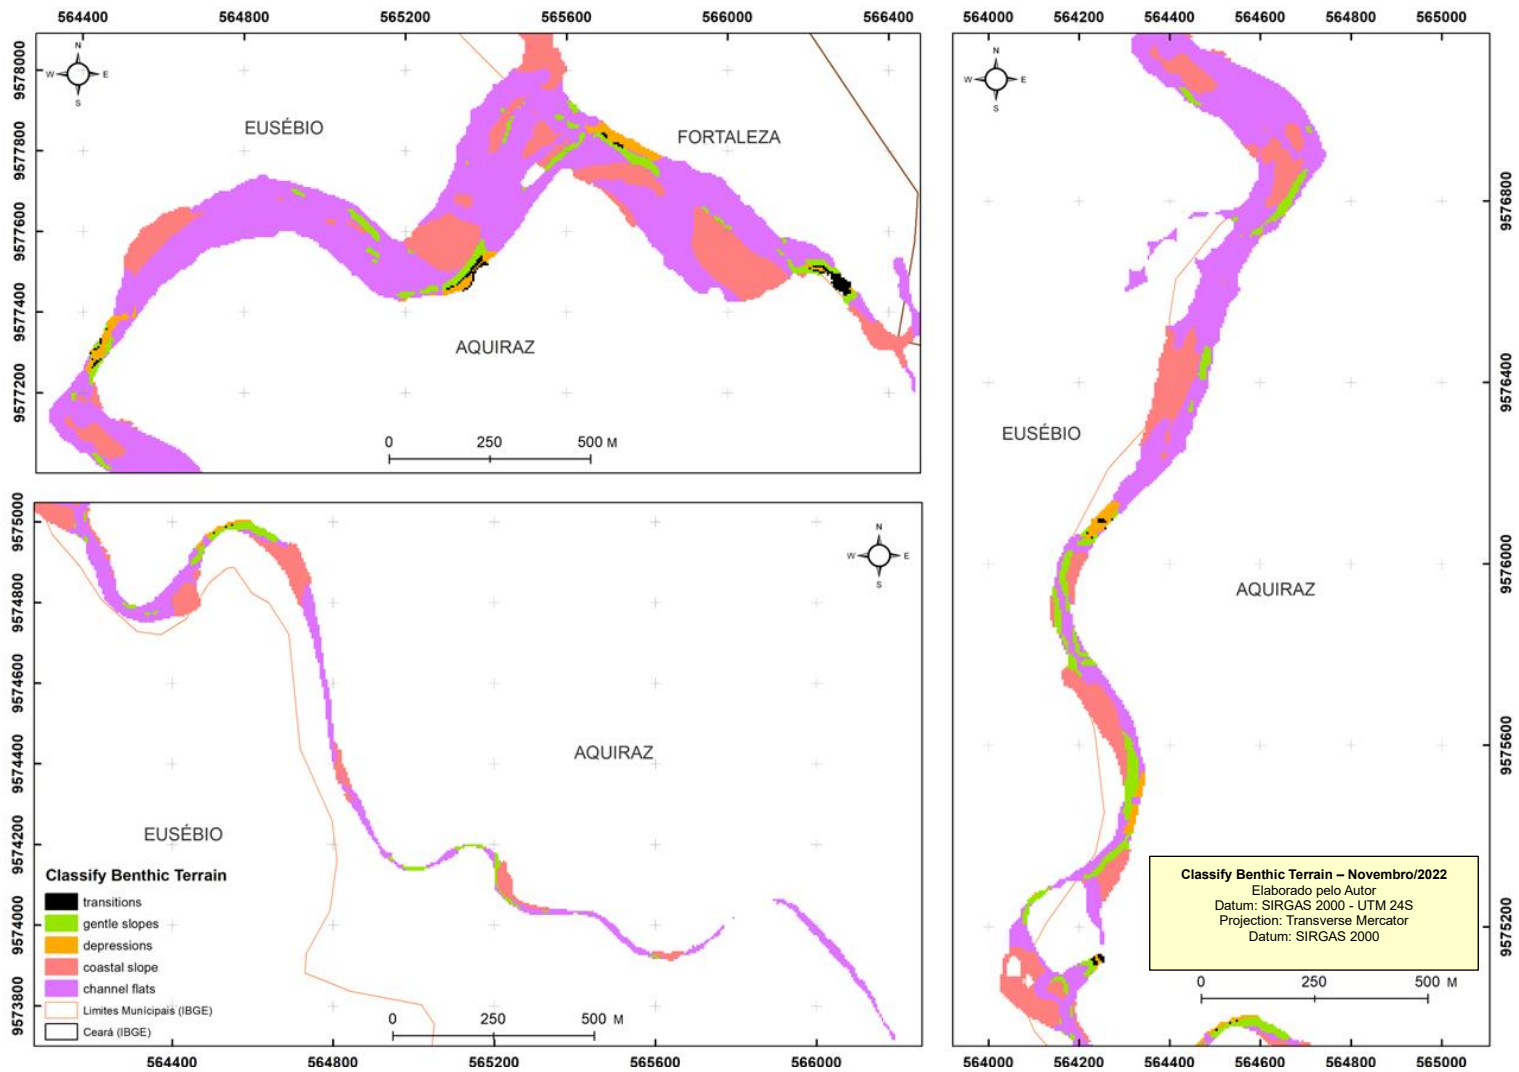 564400 564800 565200 565600 566000 566400
564000 564200 564400 564600 564800 565000
9578000
9577800
9577600
9577400
9577200
N
W E
S
EUSÉBIO
FORTALEZA
AQUIRAZ
0 250 500 M
9575000
9574800
9574600
9574400
9574200
9574000
9573800
N
W E
S
AQUIRAZ
EUSÉBIO
Classify Benthic Terrain
transitions
gentle slopes
depressions
coastal slope
channel flats
Limites Munícipais (IBGE)
Ceará (IBGE)
0 250 500 M
564400 564800 565200 565600 566000
N
W E
S
EUSÉBIO
AQUIRAZ
9576800
9576400
9576000
9575600
9575200
Classify Benthic Terrain – Novembro/2022
Elaborado pelo Autor
Datum: SIRGAS 2000 - UTM 24S
Projection: Transverse Mercator
Datum: SIRGAS 2000
0 250 500 M
564000 564200 564400 564600 564800 565000